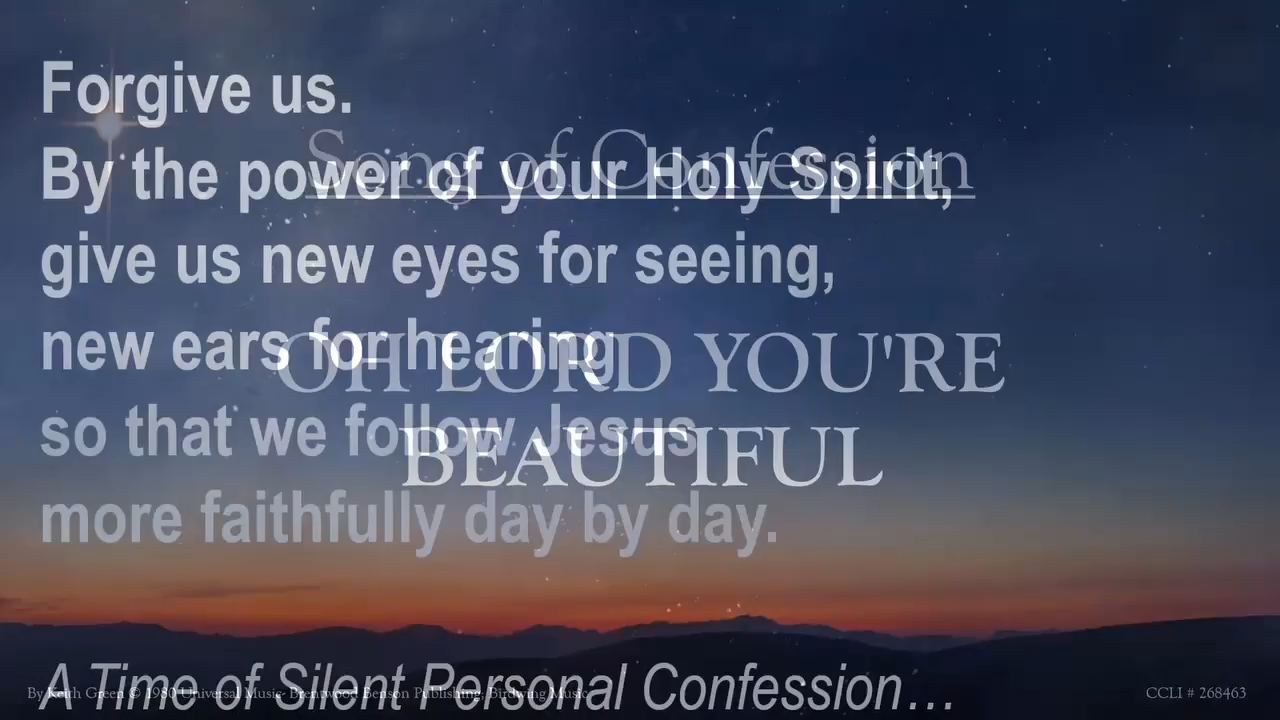 Forgive us.
By the power of your Holy Spirit,
give us new eyes for seeing,
new ears for hearing
so that we follow Jesus
more faithfully day by day.
A Time of Silent Personal Confession…
Song of Confession
OH LORD YOU'RE
BEAUTIFUL
By Keith Green © 1980 Universal Music- Brentwood Benson Publishing; Birdwing Music
CCLI # 268463